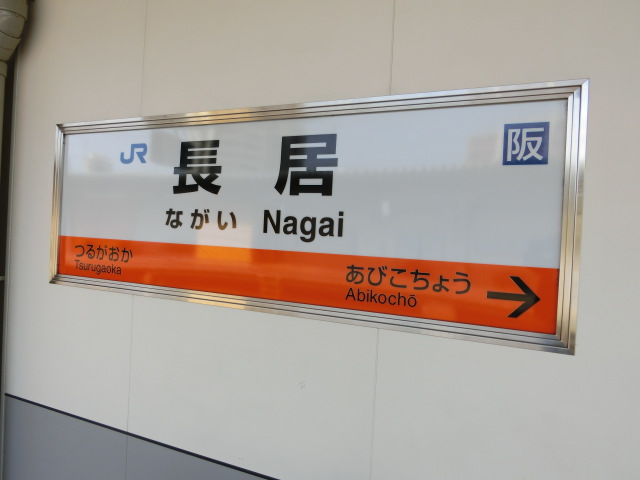 JR
阪
長居
ながい Nagai
つるがおか
Tsurugaoka
あびこちょう
Abikochō